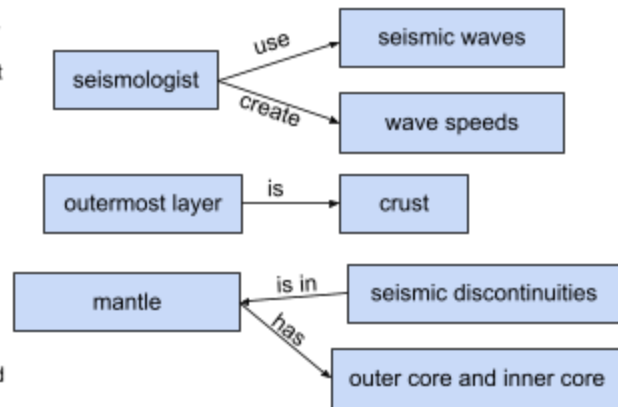 seismologist
use
seismic waves
create
wave speeds
outermost layer
is
crust
mantle
is in
seismic discontinuities
has
outer core and inner core